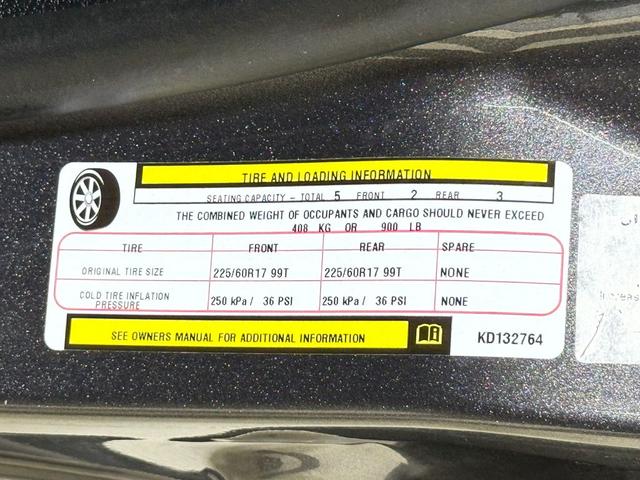 TIRE AND LOADING INFORMATION
SEATING CAPACITY – TOTAL 5 FRONT 2 REAR 3
THE COMBINED WEIGHT OF OCCUPANTS AND CARGO SHOULD NEVER EXCEED
408 KG OR 900 LB
TIRE FRONT REAR SPARE
ORIGINAL TIRE SIZE 225/60R17 99T 225/60R17 99T NONE
COLD TIRE INFLATION PRESSURE 250 kPa / 36 PSI 250 kPa / 36 PSI NONE
SEE OWNERS MANUAL FOR ADDITIONAL INFORMATION
KD132764